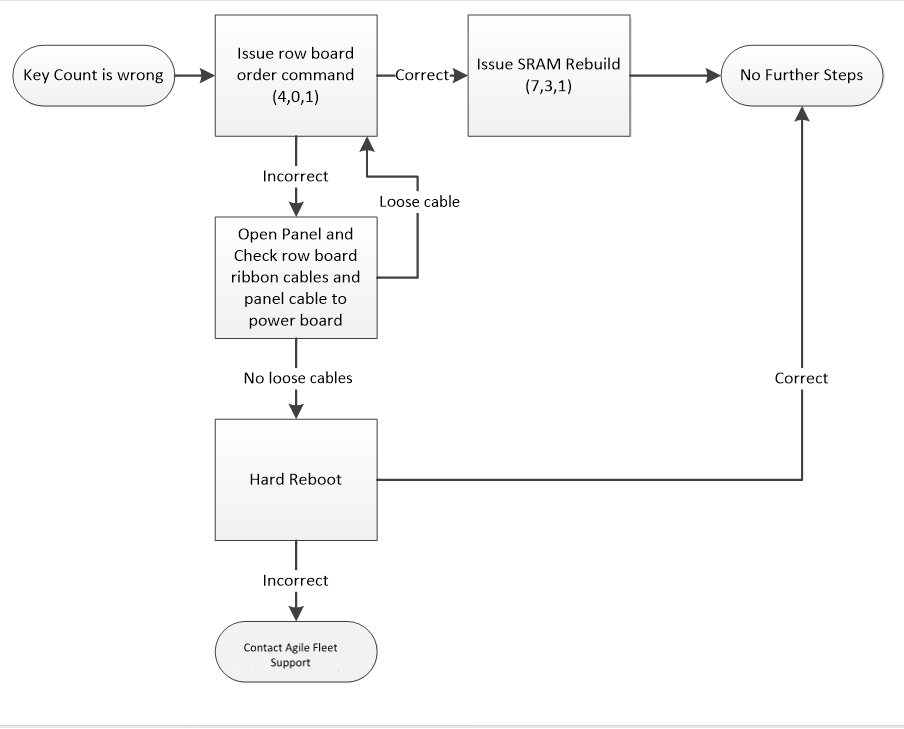 Key Count is wrong
Issue row board
order command
(4,0,1)
Correct
Issue SRAM Rebuild
(7,3,1)
No Further Steps
Incorrect
Loose cable
Open Panel and
Check row board
ribbon cables and
panel cable to
power board
No loose cables
Correct
Hard Reboot
Incorrect
Contact Agile Fleet
Support